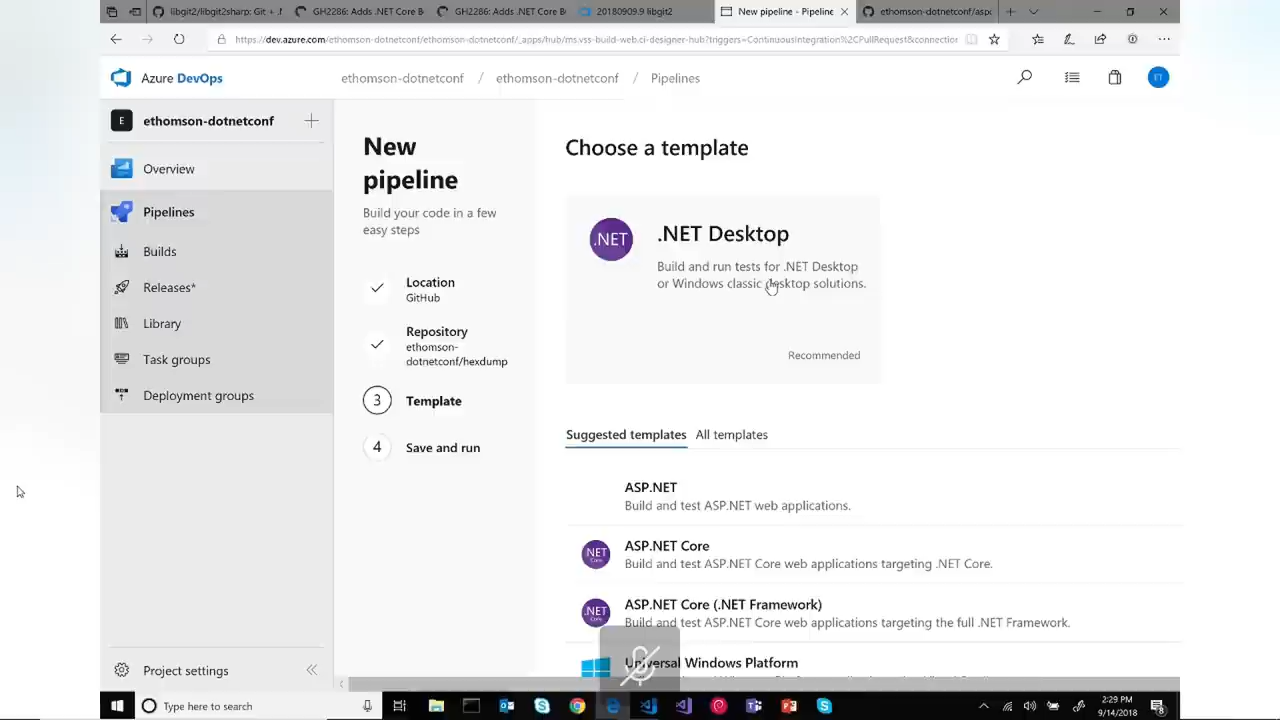 libgit2/libgit2sharp: Git + .N
GH2286: Adds .NET Core B
GH2286: Adds .NET Core B
20180909.9 libgit2
New pipeline - Pipeline
ethomson-dotnetconf/aspc
https://dev.azure.com/ethomson-dotnetconf/ethomson-dotnetconf/_apps/hub/ms.vss-build-web.ci-designer-hub?triggers=ContinuousIntegration%2CPullRequest&connection
Azure DevOps
ethomson-dotnetconf / ethomson-dotnetconf / Pipelines
ET
E ethomson-dotnetconf
Overview
Pipelines
Builds
Releases*
Library
Task groups
Deployment groups
Project settings
New
pipeline
Build your code in a few
easy steps
Location
GitHub
Repository
ethomson-
dotnetconf/hexdump
3 Template
4 Save and run
Choose a template
.NET
.NET Desktop
Build and run tests for .NET Desktop
or Windows classic desktop solutions.
Recommended
Suggested templates All templates
ASP.NET
Build and test ASP.NET web applications.
.NET
Core
ASP.NET Core
Build and test ASP.NET Core web applications targeting .NET Core.
.NET
Core
ASP.NET Core (.NET Framework)
Build and test ASP.NET Core web applications targeting the full .NET Framework.
Universal Windows Platform
Type here to search
2:29 PM
9/14/2018
8